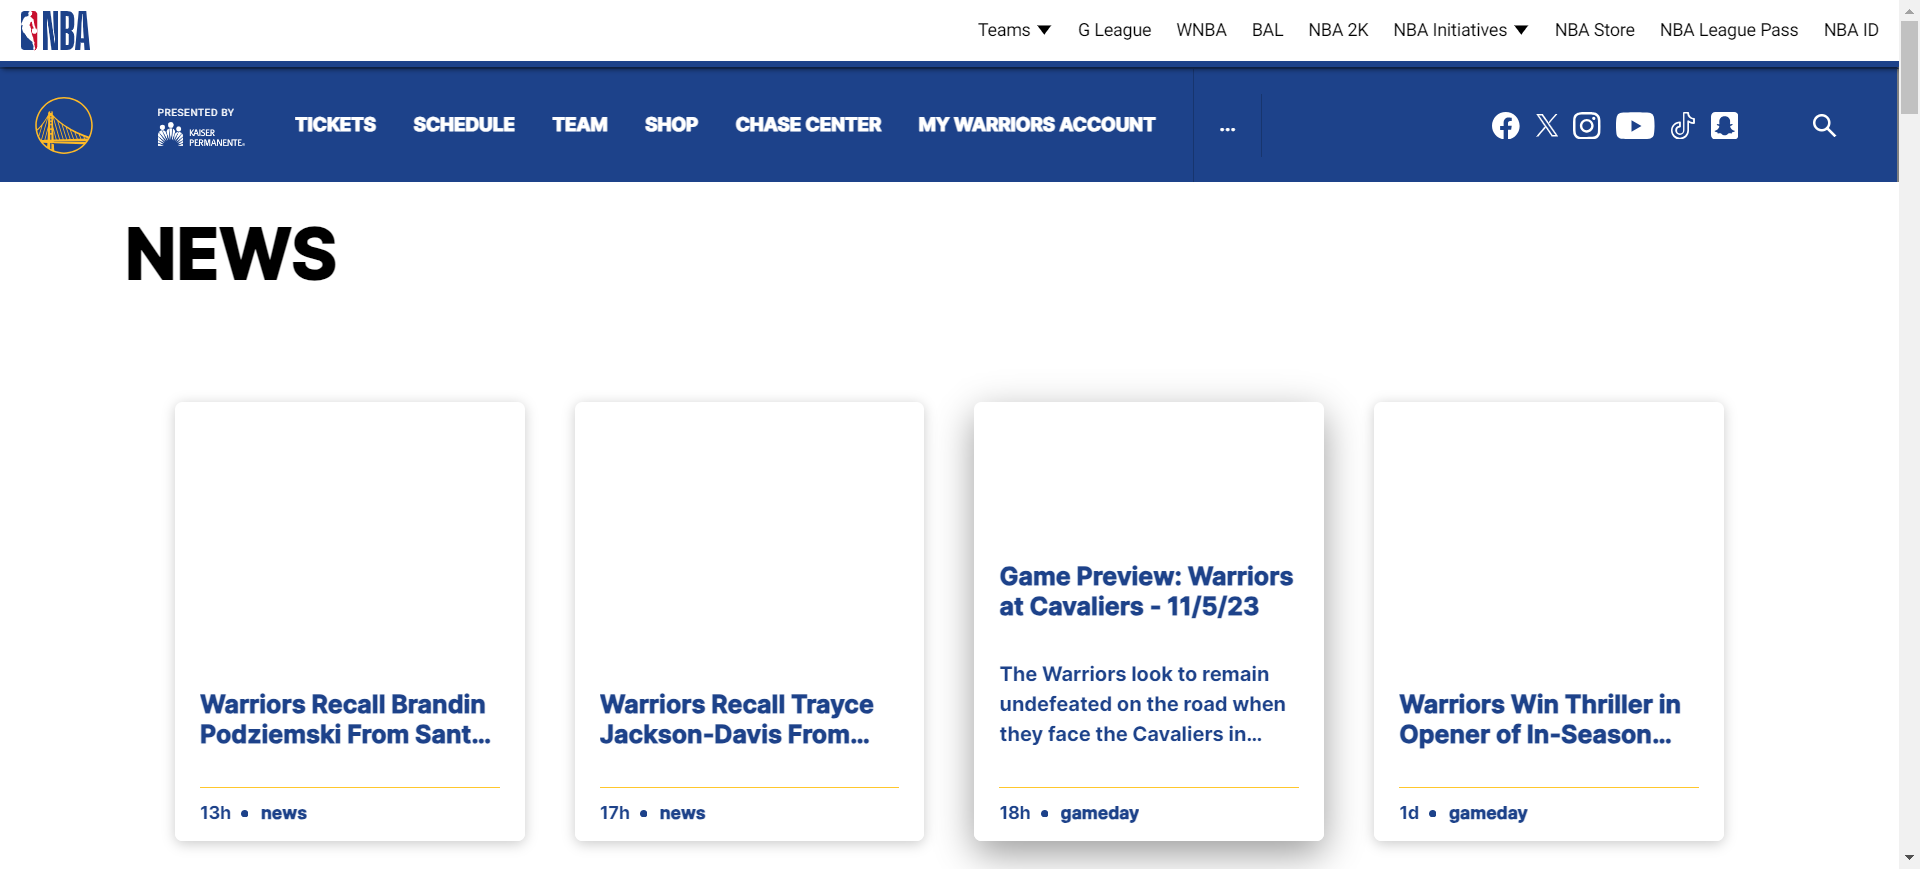 NBA
Teams
G League
WNBA
BAL
NBA 2K
NBA Initiatives
NBA Store
NBA League Pass
NBA ID
PRESENTED BY
KAISER
PERMANENTE®
TICKETS
SCHEDULE
TEAM
SHOP
CHASE CENTER
MY WARRIORS ACCOUNT
...
NEWS
Warriors Recall Brandin
Podziemski From Sant...
13h • news
Warriors Recall Trayce
Jackson-Davis From...
17h • news
Game Preview: Warriors
at Cavaliers - 11/5/23
The Warriors look to remain
undefeated on the road when
they face the Cavaliers in...
18h • gameday
Warriors Win Thriller in
Opener of In-Season...
1d • gameday